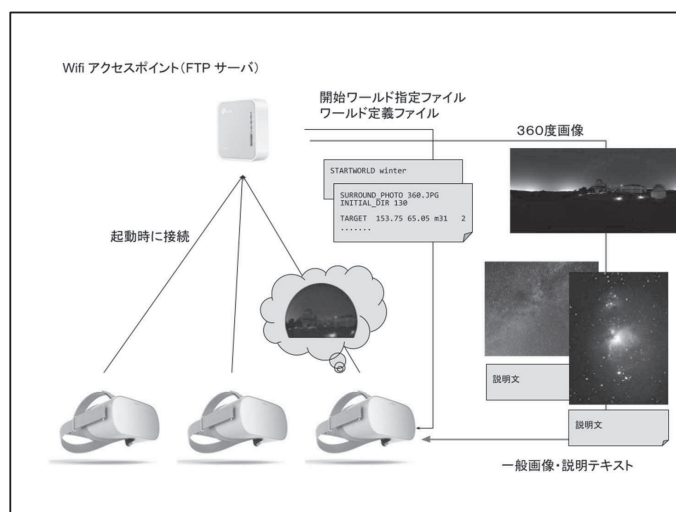 Wifi アクセスポイント(FTP サーバ)
開始ワールド指定ファイル
ワールド定義ファイル
360度画像
STARTWORLD winter
SURROUND_PHOTO 360.JPG
INITIAL_DIR 130
TARGET 153.75 65.05 m31 2
.......
起動時に接続
説明文
説明文
一般画像・説明テキスト